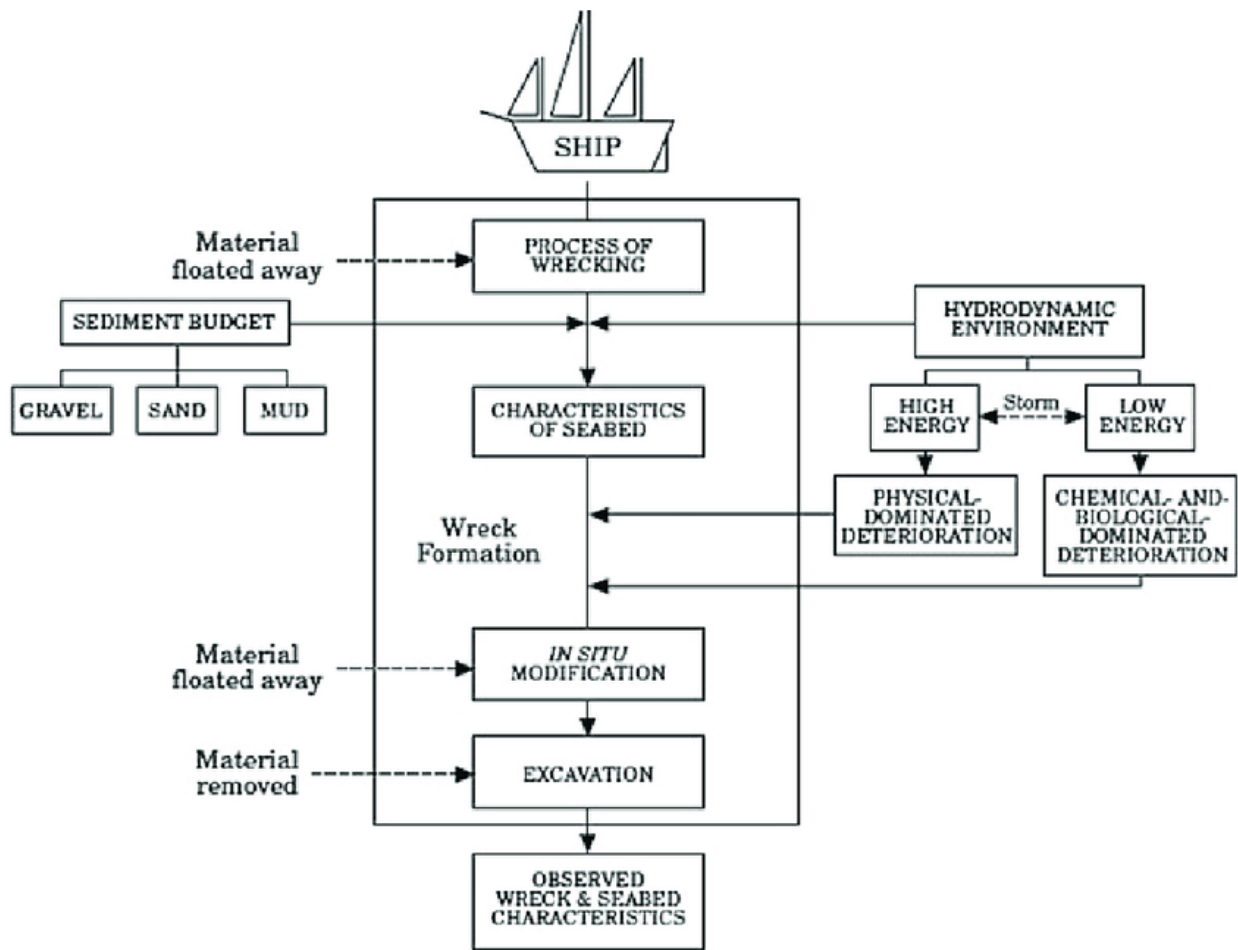 SHIP
Material
floated away
PROCESS OF
WRECKING
SEDIMENT BUDGET
HYDRODYNAMIC
ENVIRONMENT
GRAVEL
SAND
MUD
CHARACTERISTICS
OF SEABED
HIGH
ENERGY
Storm
LOW
ENERGY
PHYSICAL-
DOMINATED
DETERIORATION
CHEMICAL- AND-
BIOLOGICAL-
DOMINATED
DETERIORATION
Wreck
Formation
Material
floated away
IN SITU
MODIFICATION
Material
removed
EXCAVATION
OBSERVED
WRECK & SEABED
CHARACTERISTICS